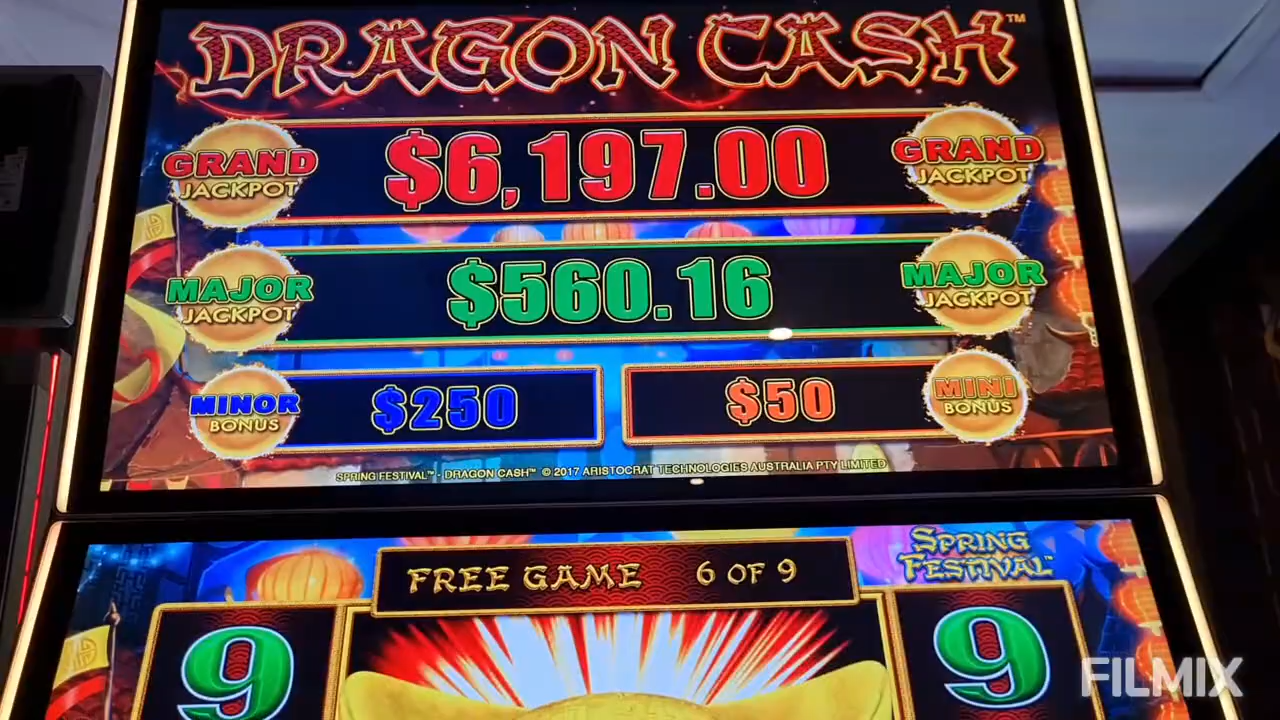 DRAGON CASH™
GRAND JACKPOT
$6,197.00
GRAND JACKPOT
MAJOR JACKPOT
$560.16
MAJOR JACKPOT
MINOR BONUS
$250
$50
MINI BONUS
SPRING FESTIVAL™ - DRAGON CASH™ © 2017 ARISTOCRAT TECHNOLOGIES AUSTRALIA PTY LIMITED
FREE GAME 6 OF 9
SPRING FESTIVAL™
9
9
FILMIX